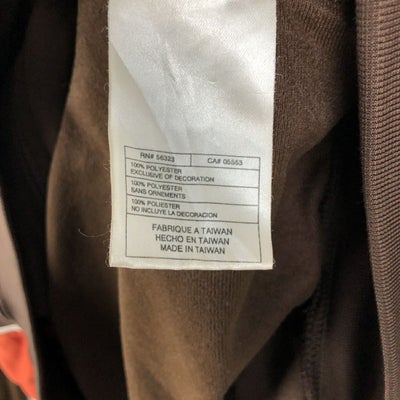 RN# 56323 CA# 05553
100% POLYESTER
EXCLUSIVE OF DECORATION
100% POLYESTER
SANS ORNEMENTS
100% POLIESTER
NO INCLUYE LA DECORACION
FABRIQUE A TAIWAN
HECHO EN TAIWAN
MADE IN TAIWAN